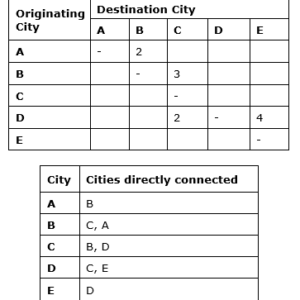 Originating City Destination City
A B C D E
A - 2
B - 3
C -
D 2 - 4
E -
City Cities directly connected
A B
B C, A
C B, D
D C, E
E D